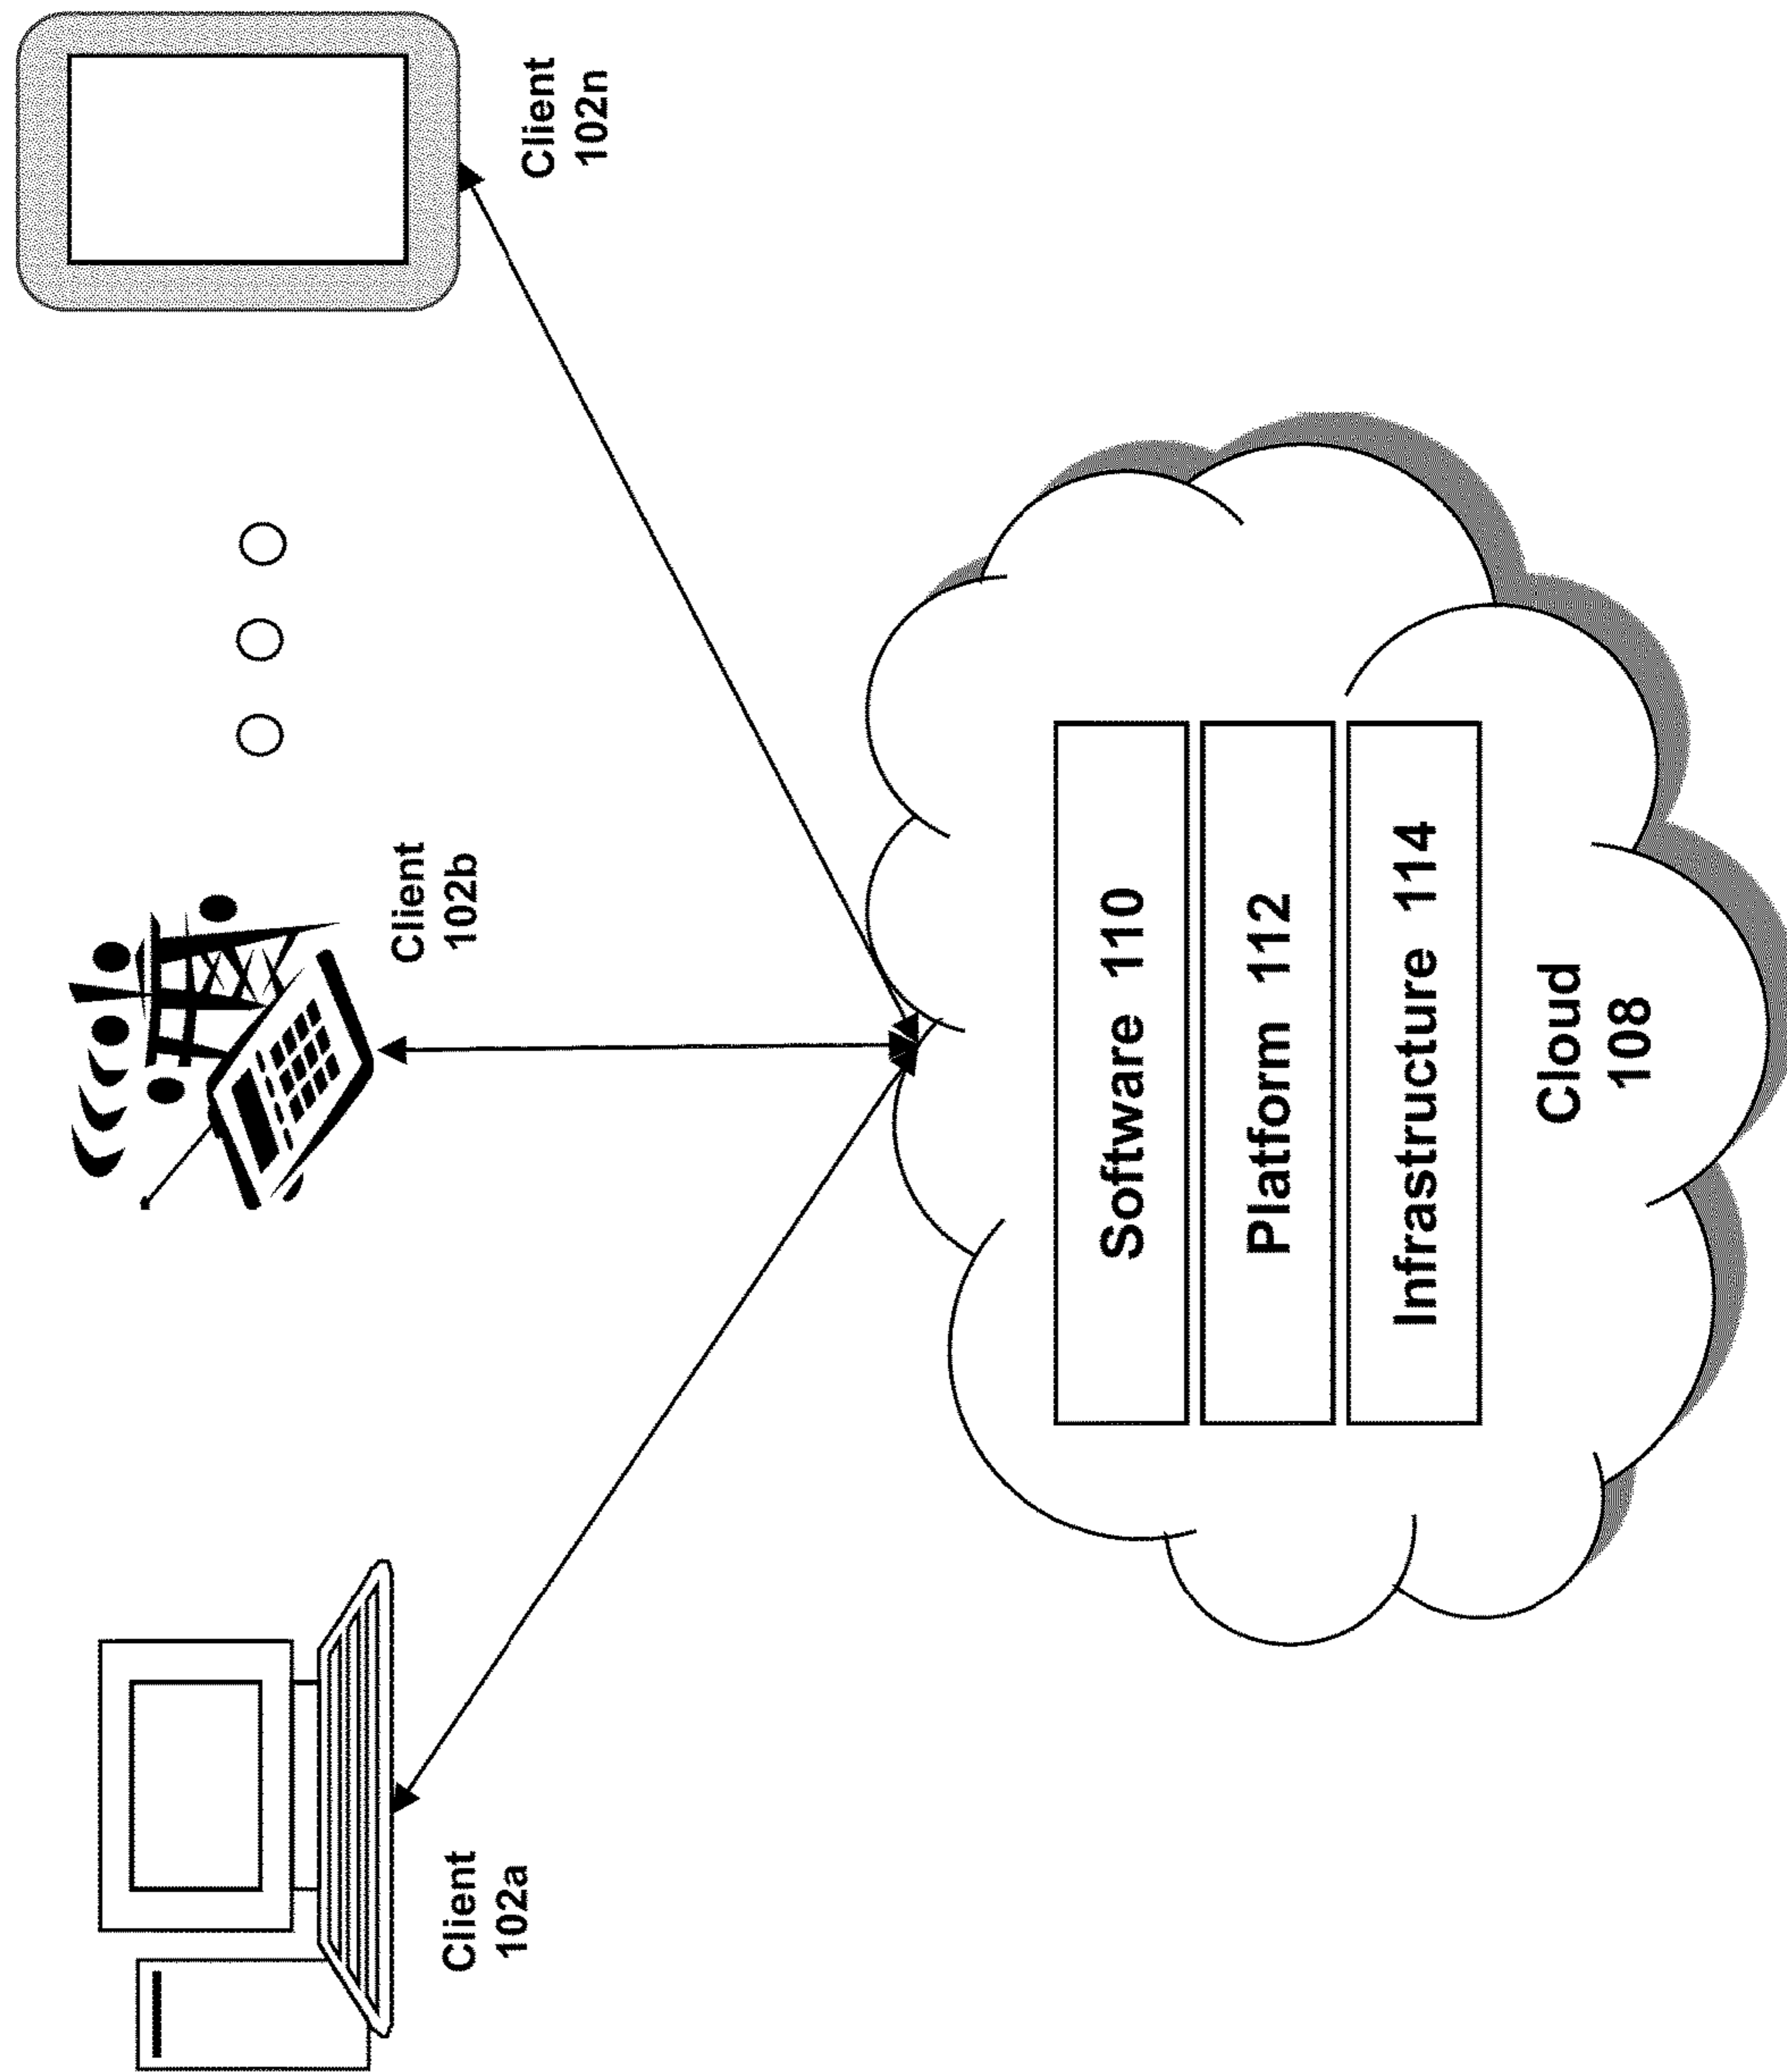 Client
102a
Client
102b
Client
102n
Software 110
Platform 112
Infrastructure 114
Cloud
108